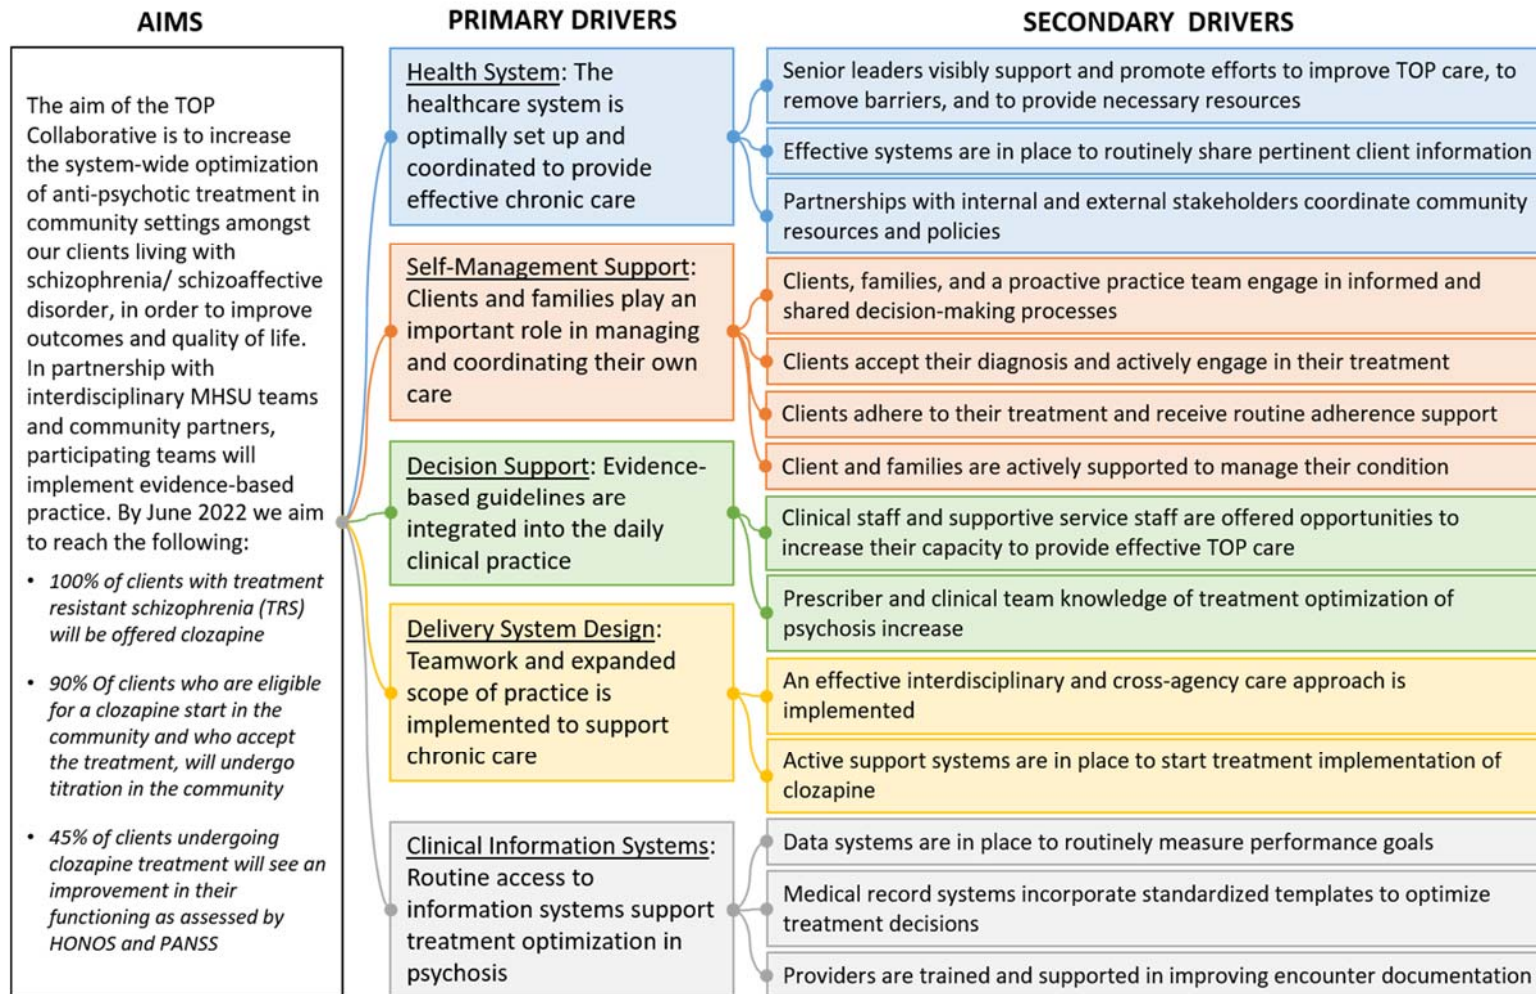 AIMS
PRIMARY DRIVERS
SECONDARY DRIVERS
The aim of the TOP
Collaborative is to increase
the system-wide optimization
of anti-psychotic treatment in
community settings amongst
our clients living with
schizophrenia/ schizoaffective
disorder, in order to improve
outcomes and quality of life.
In partnership with
interdisciplinary MHSU teams
and community partners,
participating teams will
implement evidence-based
practice. By June 2022 we aim
to reach the following:
• 100% of clients with treatment
resistant schizophrenia (TRS)
will be offered clozapine
• 90% Of clients who are eligible
for a clozapine start in the
community and who accept
the treatment, will undergo
titration in the community
• 45% of clients undergoing
clozapine treatment will see an
improvement in their
functioning as assessed by
HONOS and PANSS
Health System: The
healthcare system is
optimally set up and
coordinated to provide
effective chronic care
Senior leaders visibly support and promote efforts to improve TOP care, to
remove barriers, and to provide necessary resources
Effective systems are in place to routinely share pertinent client information
Partnerships with internal and external stakeholders coordinate community
resources and policies
Self-Management Support:
Clients and families play an
important role in managing
and coordinating their own
care
Clients, families, and a proactive practice team engage in informed and
shared decision-making processes
Clients accept their diagnosis and actively engage in their treatment
Clients adhere to their treatment and receive routine adherence support
Client and families are actively supported to manage their condition
Decision Support: Evidence-
based guidelines are
integrated into the daily
clinical practice
Clinical staff and supportive service staff are offered opportunities to
increase their capacity to provide effective TOP care
Prescriber and clinical team knowledge of treatment optimization of
psychosis increase
Delivery System Design:
Teamwork and expanded
scope of practice is
implemented to support
chronic care
An effective interdisciplinary and cross-agency care approach is
implemented
Active support systems are in place to start treatment implementation of
clozapine
Clinical Information Systems:
Routine access to
information systems support
treatment optimization in
psychosis
Data systems are in place to routinely measure performance goals
Medical record systems incorporate standardized templates to optimize
treatment decisions
Providers are trained and supported in improving encounter documentation